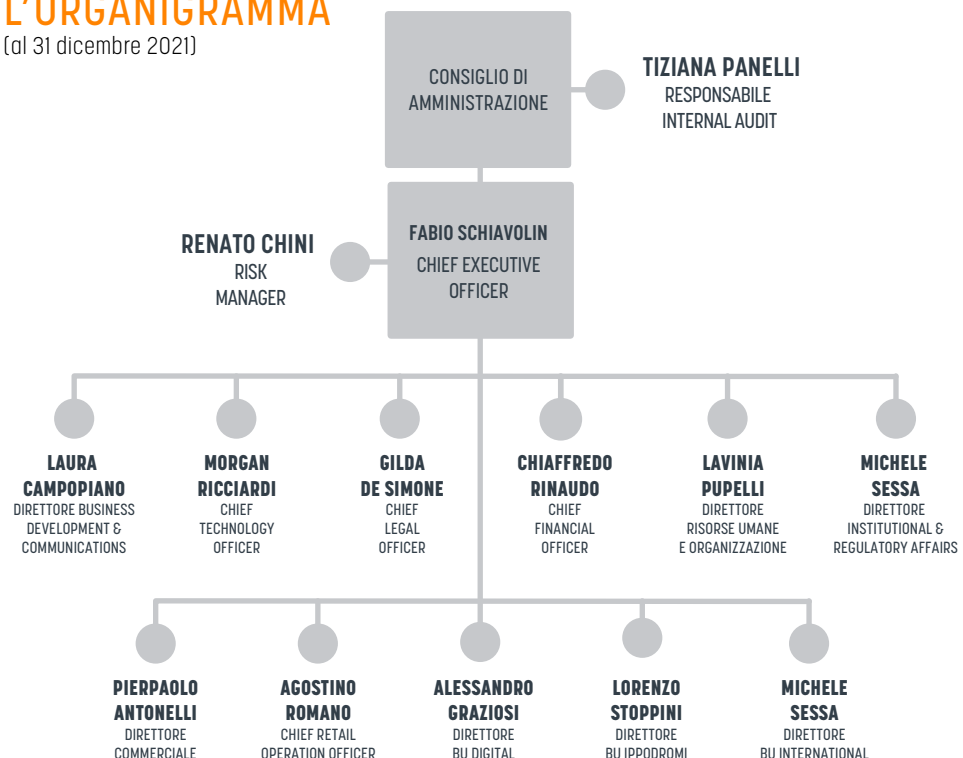 L'ORGANIGRAMMA
(al 31 dicembre 2021)
CONSIGLIO DI
AMMINISTRAZIONE
TIZIANA PANELLI
RESPONSABILE
INTERNAL AUDIT
RENATO CHINI
RISK
MANAGER
FABIO SCHIAVOLIN
CHIEF EXECUTIVE
OFFICER
LAURA
CAMPOPIANO
DIRETTORE BUSINESS
DEVELOPMENT &
COMMUNICATIONS
MORGAN
RICCIARDI
CHIEF
TECHNOLOGY
OFFICER
GILDA
DE SIMONE
CHIEF
LEGAL
OFFICER
CHIAFFREDO
RINAUDO
CHIEF
FINANCIAL
OFFICER
LAVINIA
PUPELLI
DIRETTORE
RISORSE UMANE
E ORGANIZZAZIONE
MICHELE
SESSA
DIRETTORE
INSTITUTIONAL &
REGULATORY AFFAIRS
PIERPAOLO
ANTONELLI
DIRETTORE
COMMERCIALE
AGOSTINO
ROMANO
CHIEF RETAIL
OPERATION OFFICER
ALESSANDRO
GRAZIOSI
DIRETTORE
BU DIGITAL
LORENZO
STOPPINI
DIRETTORE
BU IPPODROMI
MICHELE
SESSA
DIRETTORE
BU INTERNATIONAL